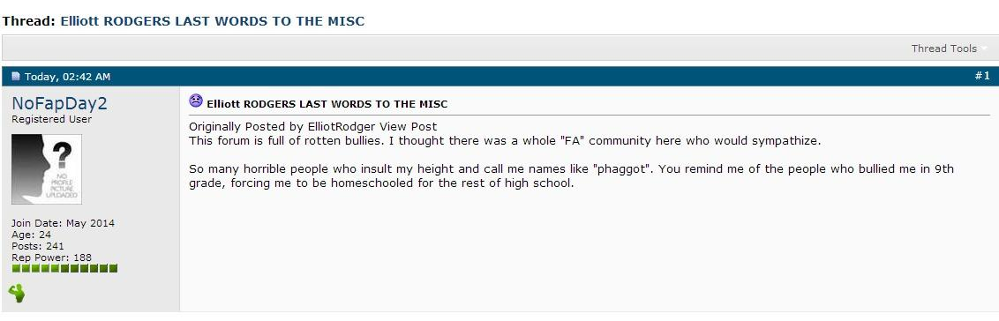 Thread: Elliott RODGERS LAST WORDS TO THE MISC
Thread Tools
Today, 02:42 AM
#1
NoFapDay2
Registered User
?
NO
PROFILE
PICTURE
UPLOADED
Join Date: May 2014
Age: 24
Posts: 241
Rep Power: 188
Elliott RODGERS LAST WORDS TO THE MISC
Originally Posted by ElliotRodger View Post
This forum is full of rotten bullies. I thought there was a whole "FA" community here who would sympathize.
So many horrible people who insult my height and call me names like "phaggot". You remind me of the people who bullied me in 9th
grade, forcing me to be homeschooled for the rest of high school.